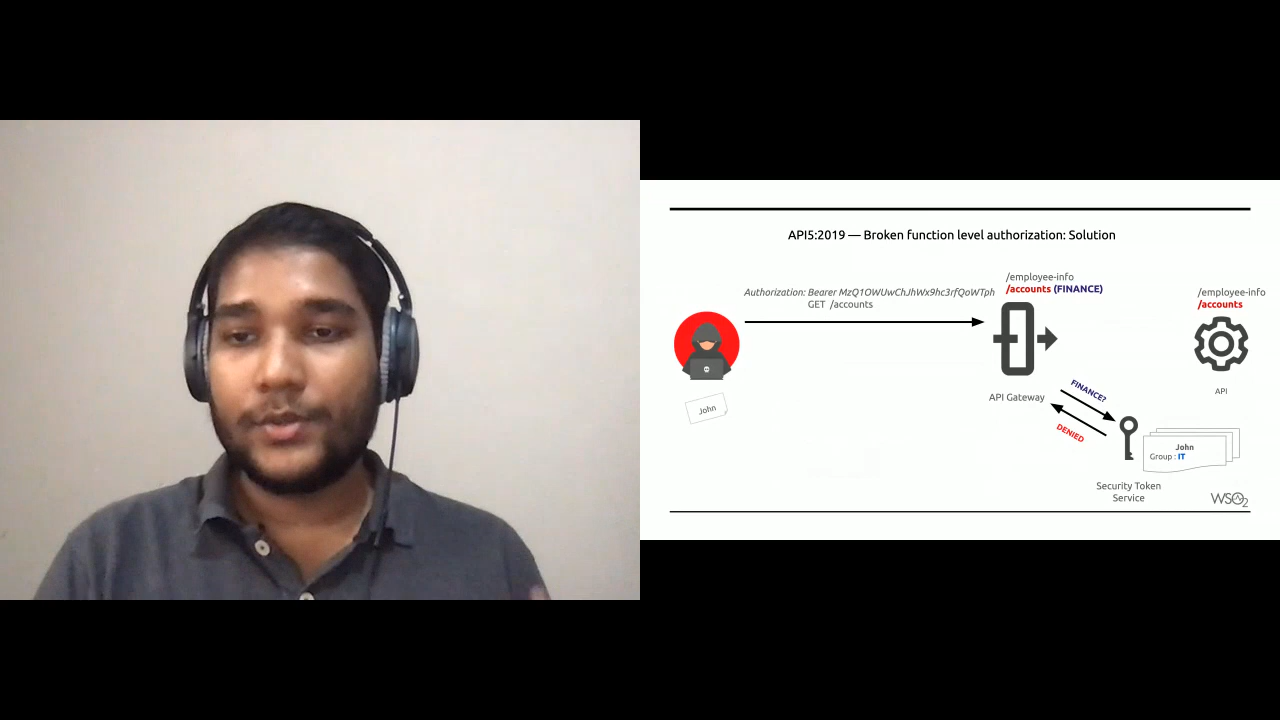 API5:2019 — Broken function level authorization: Solution
/employee-info
/accounts (FINANCE)
Authorization: Bearer MzQ1OWUwChJhWx9hc3rfQoWTph
GET /accounts
/employee-info
/accounts
John
API Gateway
API
FINANCE?
DENIED
John
Group : IT
Security Token
Service
WSO2